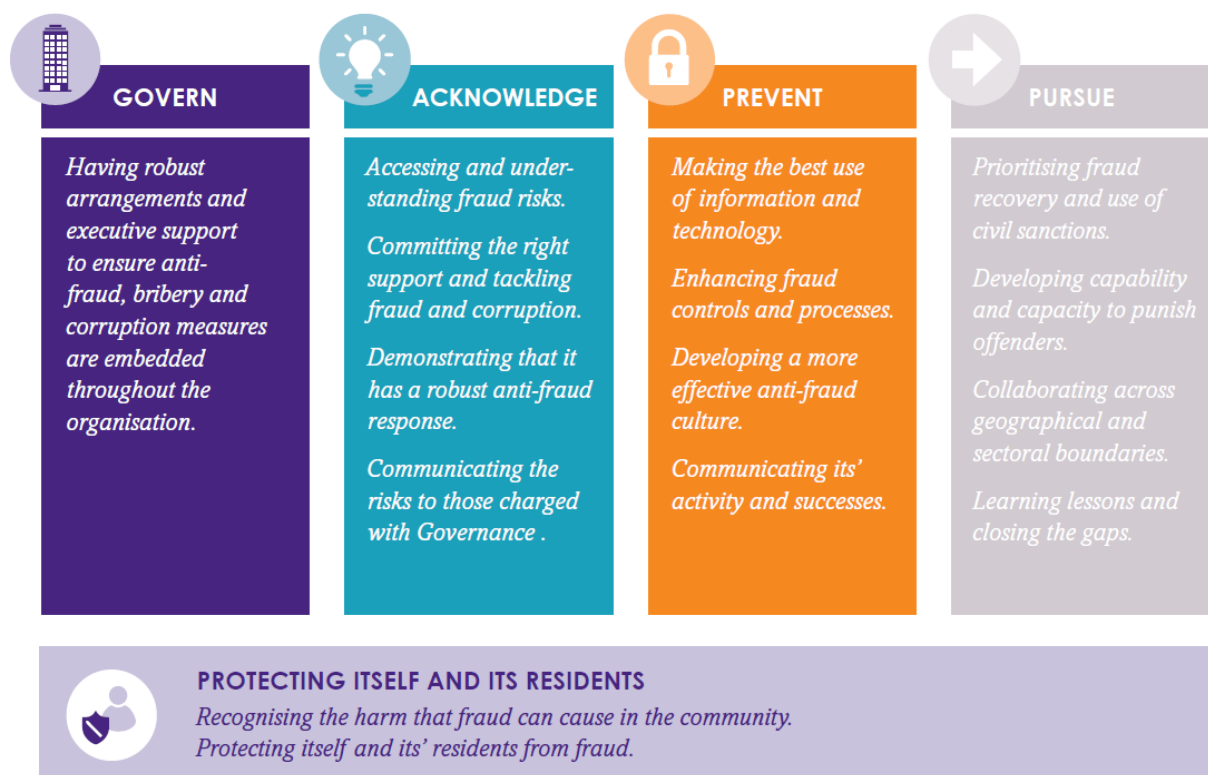 GOVERN
Having robust
arrangements and
executive support
to ensure anti-
fraud, bribery and
corruption measures
are embedded
throughout the
organisation.
ACKNOWLEDGE
Accessing and under-
standing fraud risks.
Committing the right
support and tackling
fraud and corruption.
Demonstrating that it
has a robust anti-fraud
response.
Communicating the
risks to those charged
with Governance .
PREVENT
Making the best use
of information and
technology.
Enhancing fraud
controls and processes.
Developing a more
effective anti-fraud
culture.
Communicating its’
activity and successes.
PURSUE
Prioritising fraud
recovery and use of
civil sanctions.
Developing capability
and capacity to punish
offenders.
Collaborating across
geographical and
sectoral boundaries.
Learning lessons and
closing the gaps.
PROTECTING ITSELF AND ITS RESIDENTS
Recognising the harm that fraud can cause in the community.
Protecting itself and its’ residents from fraud.